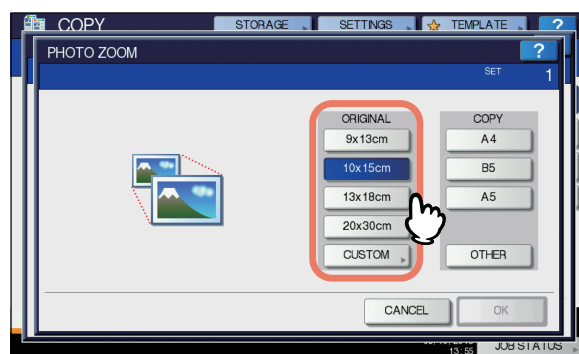 COPY STORAGE SETTINGS TEMPLATE ?
PHOTO ZOOM ?
SET 1
ORIGINAL COPY
9x13cm A4
10x15cm B5
13x18cm A5
20x30cm
CUSTOM OTHER
CANCEL OK
13:55 JOB STATUS